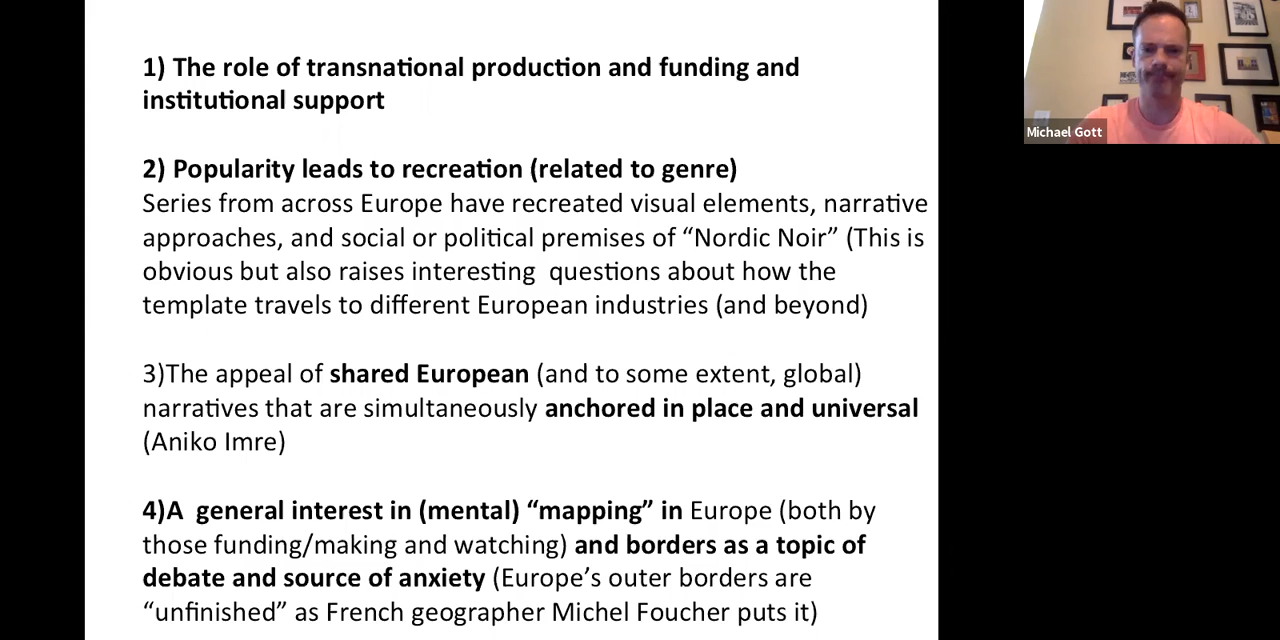 1) The role of transnational production and funding and
institutional support
2) Popularity leads to recreation (related to genre)
Series from across Europe have recreated visual elements, narrative
approaches, and social or political premises of “Nordic Noir” (This is
obvious but also raises interesting  questions about how the
template travels to different European industries (and beyond)
3)The appeal of shared European (and to some extent, global)
narratives that are simultaneously anchored in place and universal
(Aniko Imre)
4)A  general interest in (mental) “mapping” in Europe (both by
those funding/making and watching) and borders as a topic of
debate and source of anxiety (Europe’s outer borders are
“unfinished” as French geographer Michel Foucher puts it)
Michael Gott